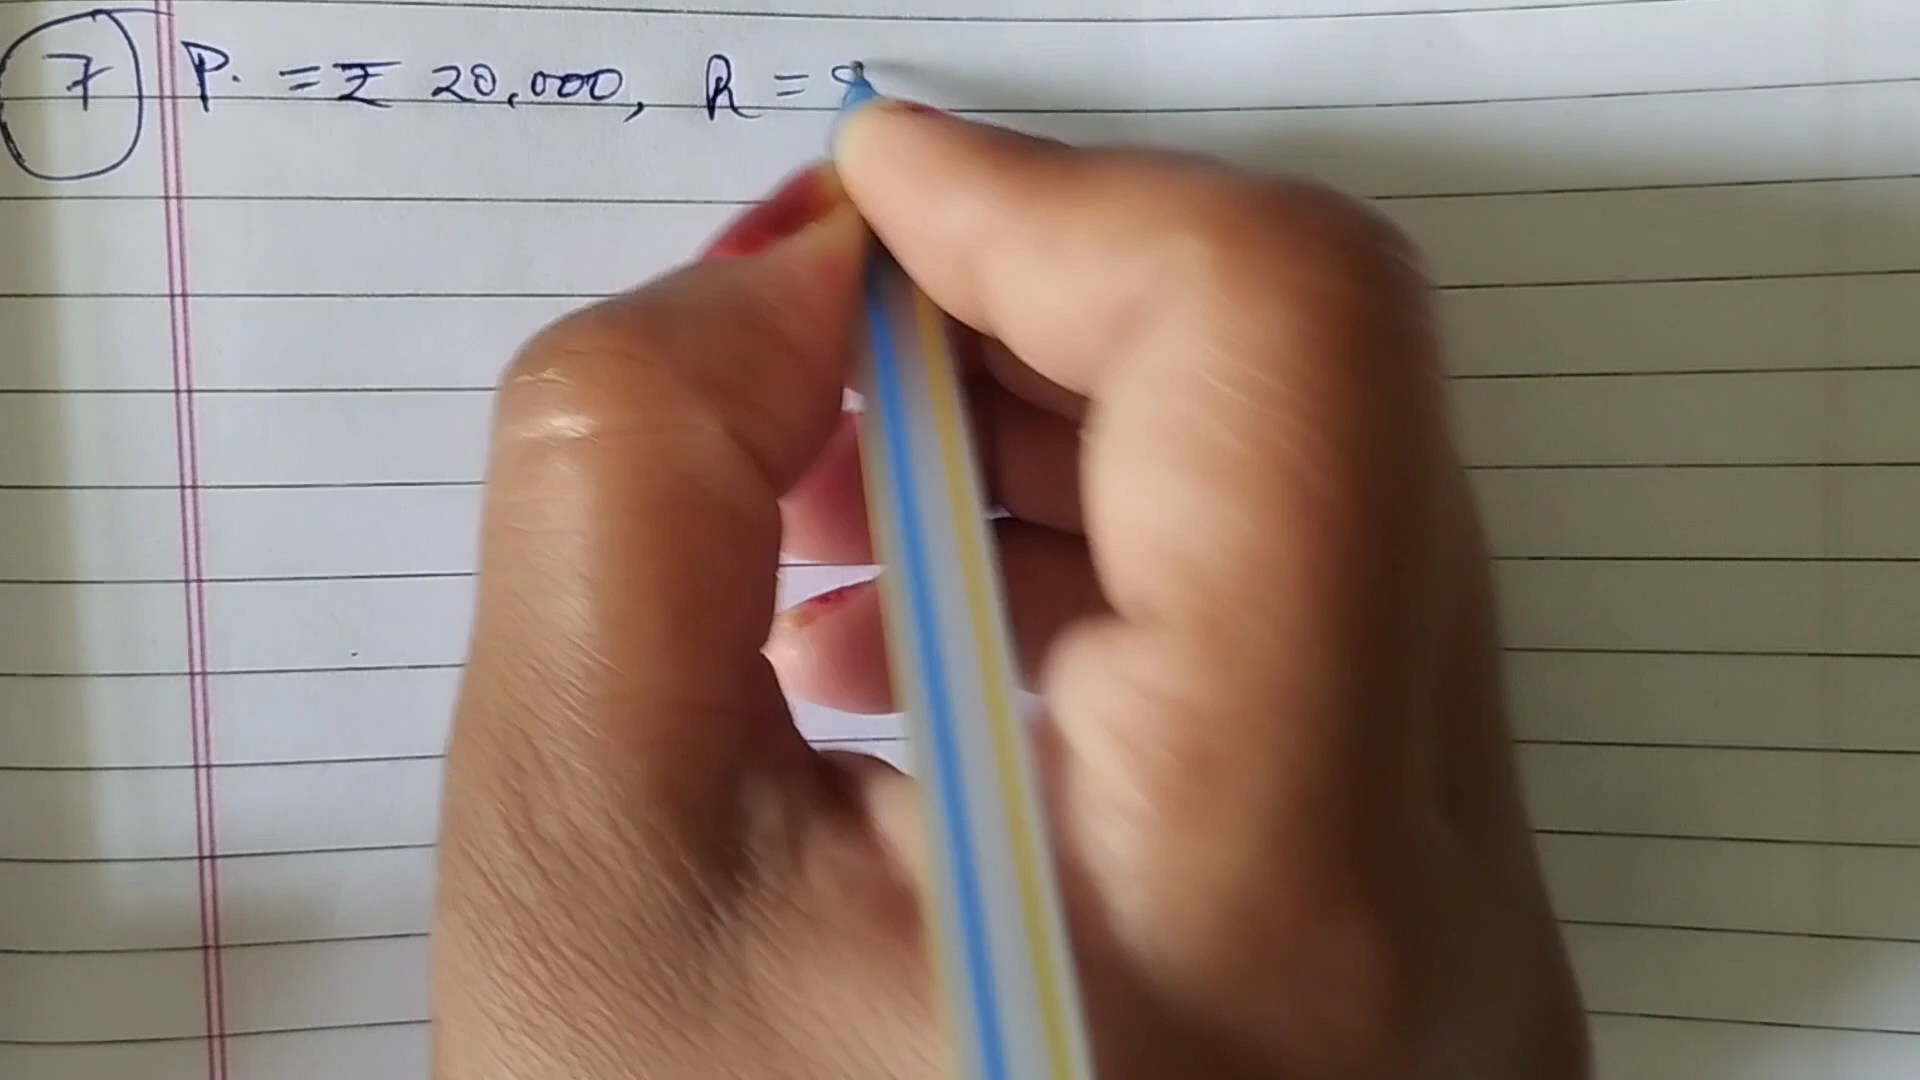 7 P. = ₹ 20,000, R =